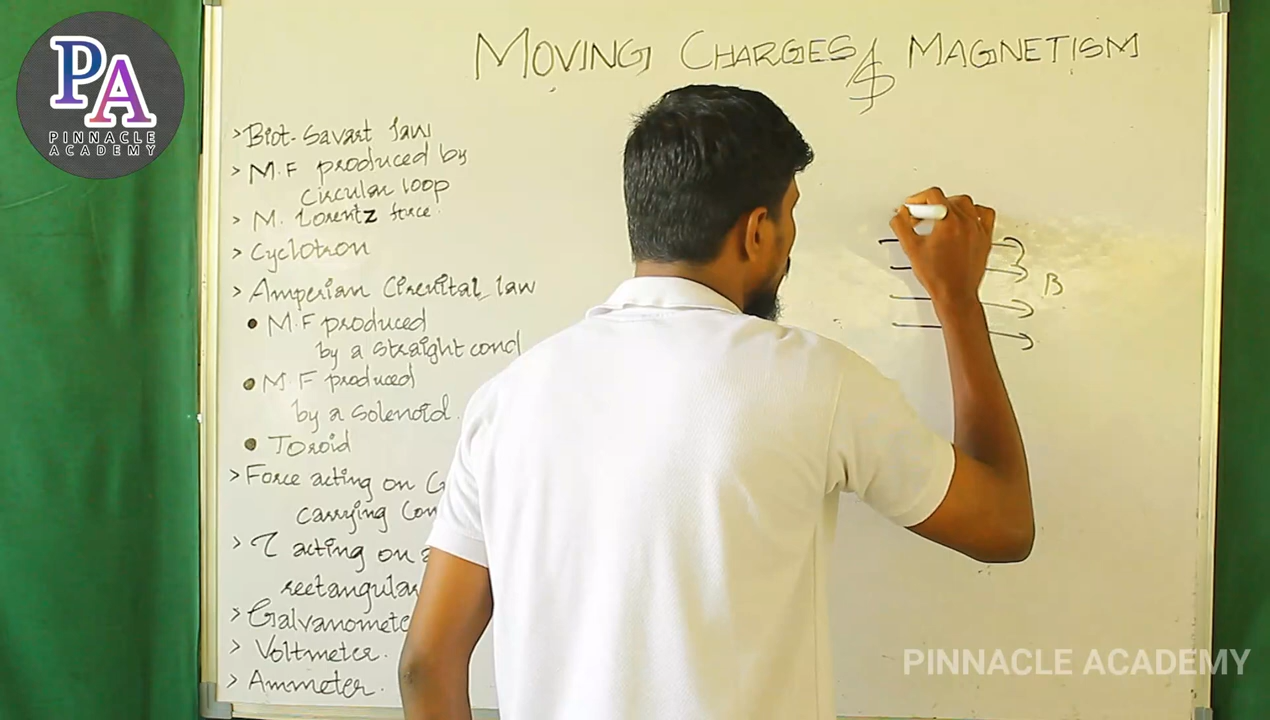 PA
PINNACLE
ACADEMY
MOVING CHARGES & MAGNETISM
> Biot-Savart law
> M.F produced by
circular loop
> M. Lorentz force
> Cyclotron
> Amperian Circuital law
• M.F produced
by a straight cond
• M.F produced
by a solenoid.
• Toroid
> Force acting on C
carrying Con
> τ acting on a
rectangular
> Galvanomete
> Voltmeter.
> Ammeter.
B
PINNACLE ACADEMY